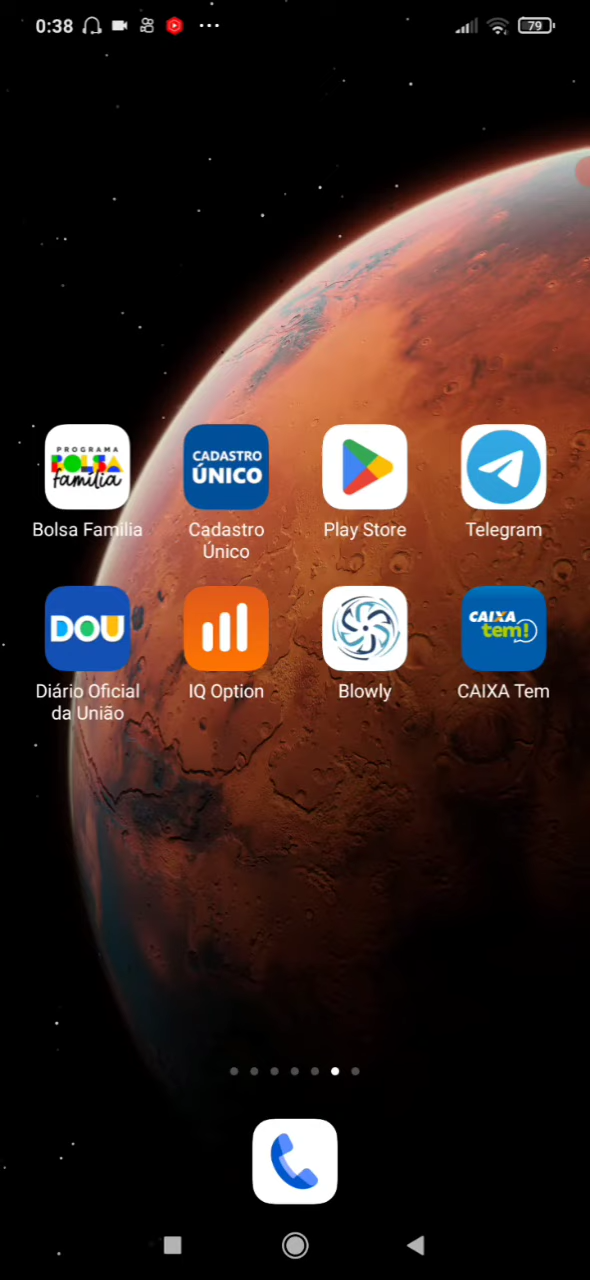 0:38
79
PROGRAMA
BOLSA
família
CADASTRO
ÚNICO
Bolsa Família
Cadastro
Único
Play Store
Telegram
DOU
CAIXA
tem!
Diário Oficial
da União
IQ Option
Blowly
CAIXA Tem